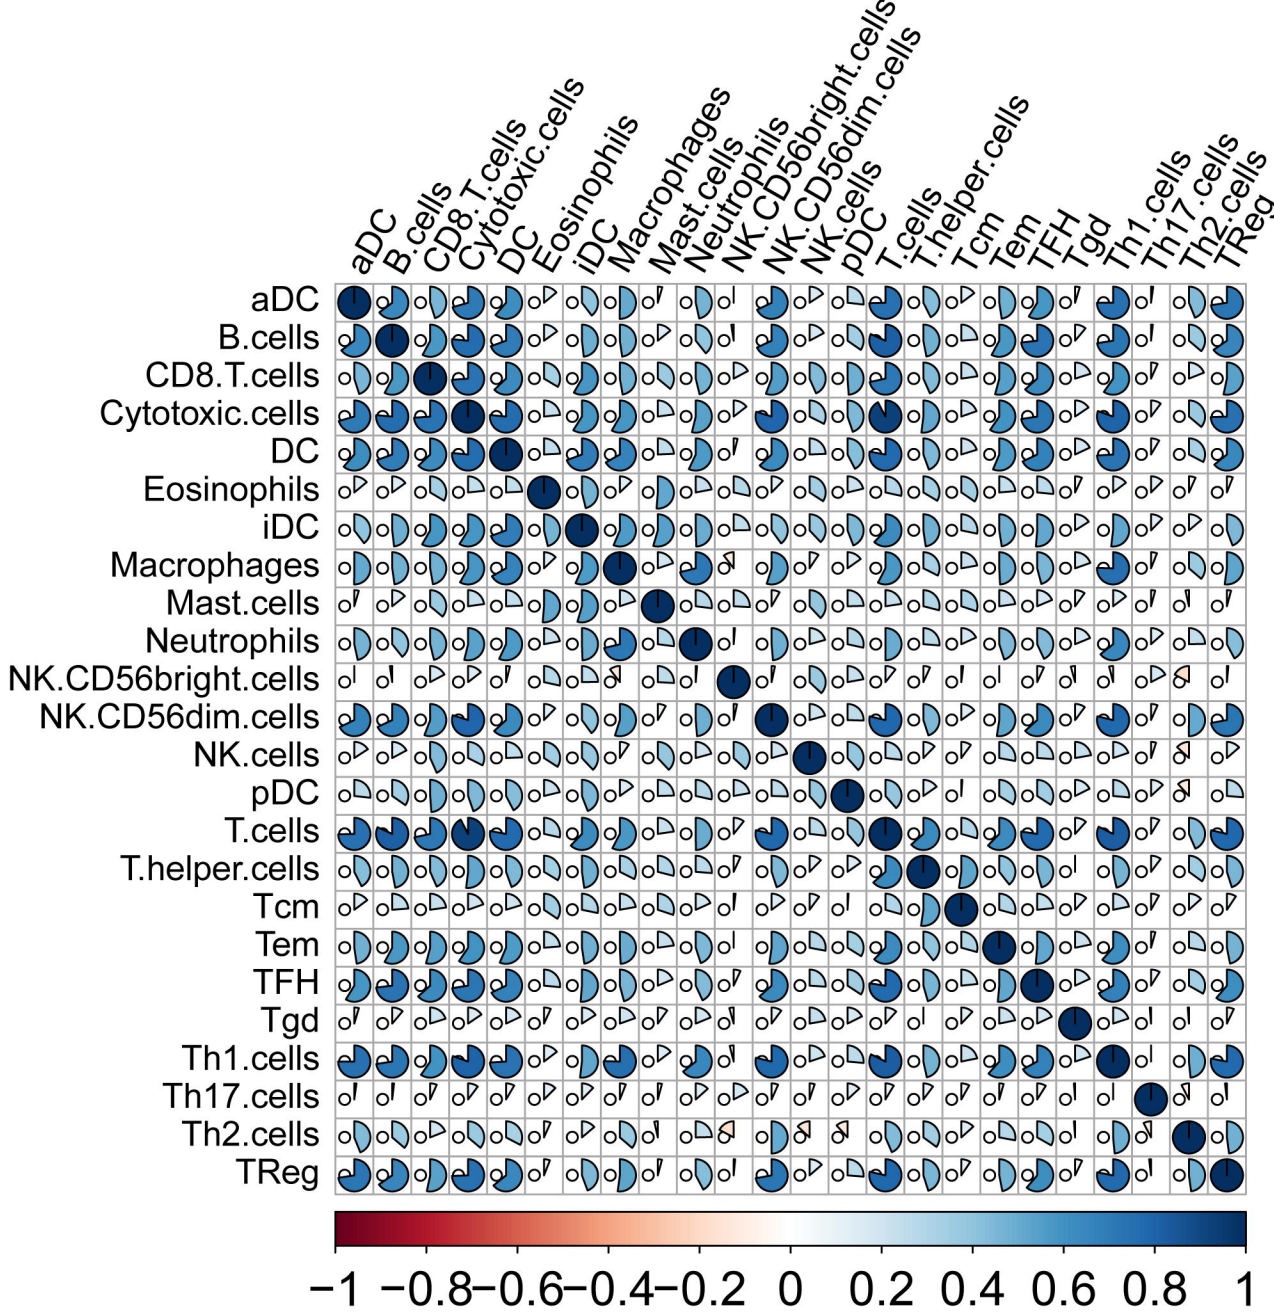 aDC
B.cells
CD8.T.cells
Cytotoxic.cells
DC
Eosinophils
iDC
Macrophages
Mast.cells
Neutrophils
NK.CD56bright.cells
NK.CD56dim.cells
NK.cells
pDC
T.cells
T.helper.cells
Tcm
Tem
TFH
Tgd
Th1.cells
Th17.cells
Th2.cells
TReg
aDC
B.cells
CD8.T.cells
Cytotoxic.cells
DC
Eosinophils
iDC
Macrophages
Mast.cells
Neutrophils
NK.CD56bright.cells
NK.CD56dim.cells
NK.cells
pDC
T.cells
T.helper.cells
Tcm
Tem
TFH
Tgd
Th1.cells
Th17.cells
Th2.cells
TReg
−1 −0.8 −0.6 −0.4 −0.2 0 0.2 0.4 0.6 0.8 1